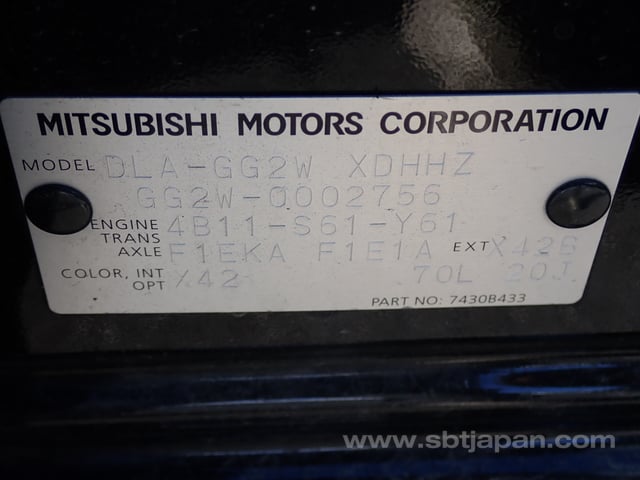 MITSUBISHI MOTORS CORPORATION
MODEL DLA-GG2W XDHHZ
GG2W-0002756
ENGINE 4B11-S61-Y61
TRANS AXLE F1EKA F1E1A EXT X42B
COLOR, INT OPT X42 70L 20J
PART NO: 7430B433
www.sbtjapan.com